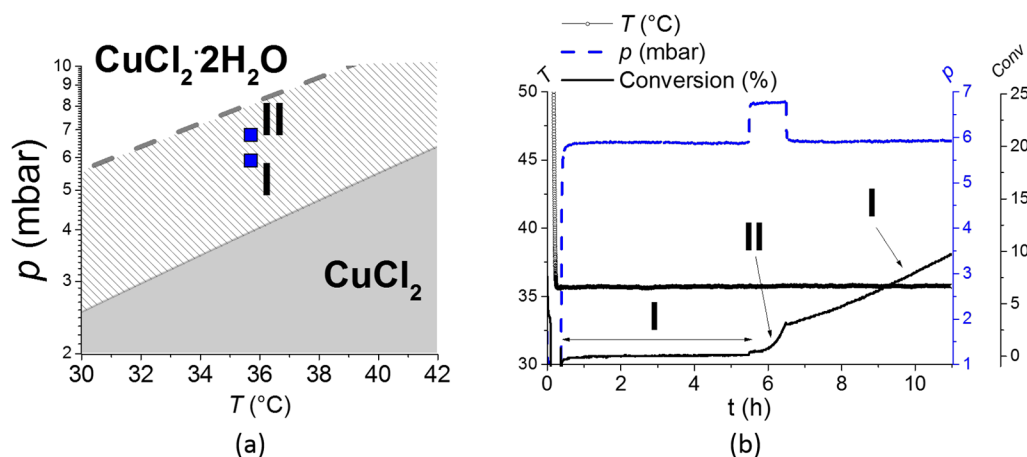 CuCl2·2H2O
10
9
8
7
6
5
4
3
2
p (mbar)
II
I
CuCl2
30 32 34 36 38 40 42
T (°C)
(a)
T (°C)
p (mbar)
Conversion (%)
T
p
Conv
50
45
40
35
30
7
6
5
4
3
2
1
25
20
15
10
5
0
I
II
I
0 2 4 6 8 10
t (h)
(b)